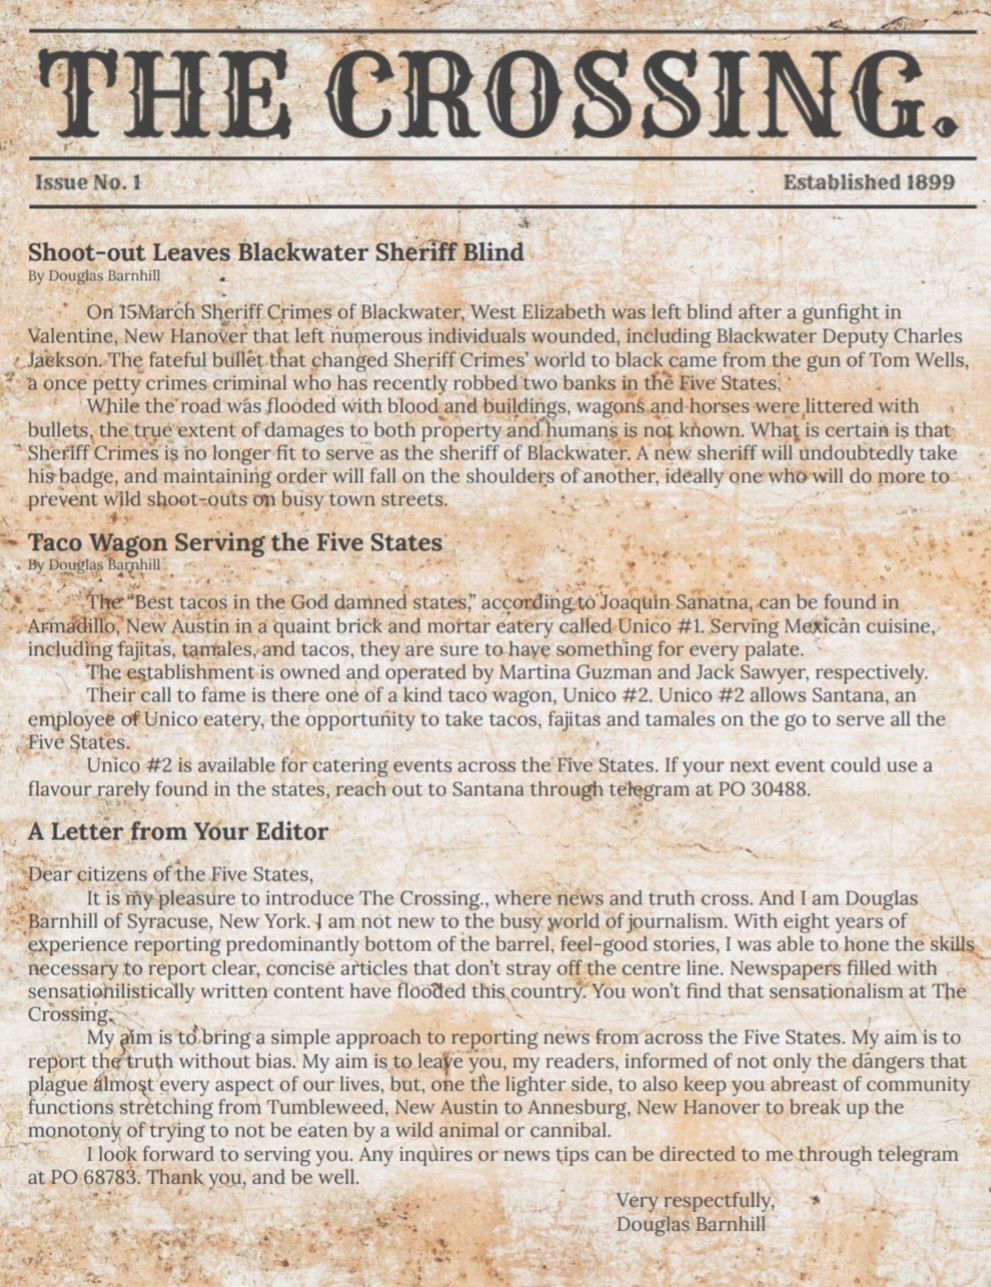 THE CROSSING.
Issue No. 1
Established 1899
Shoot-out Leaves Blackwater Sheriff Blind
By Douglas Barnhill
On 15March Sheriff Crimes of Blackwater, West Elizabeth was left blind after a gunfight in
Valentine, New Hanover that left numerous individuals wounded, including Blackwater Deputy Charles
Jackson. The fateful bullet that changed Sheriff Crimes' world to black came from the gun of Tom Wells,
a once petty crimes criminal who has recently robbed two banks in the Five States.
While the road was flooded with blood and buildings, wagons and horses were littered with
bullets, the true extent of damages to both property and humans is not known. What is certain is that
Sheriff Crimes is no longer fit to serve as the sheriff of Blackwater. A new sheriff will undoubtedly take
his badge, and maintaining order will fall on the shoulders of another, ideally one who will do more to
prevent wild shoot-outs on busy town streets.
Taco Wagon Serving the Five States
By Douglas Barnhill
The “Best tacos in the God damned states,” according to Joaquin Sanatna, can be found in
Armadillo, New Austin in a quaint brick and mortar eatery called Unico #1. Serving Mexican cuisine,
including fajitas, tamales, and tacos, they are sure to have something for every palate.
The establishment is owned and operated by Martina Guzman and Jack Sawyer, respectively.
Their call to fame is there one of a kind taco wagon, Unico #2. Unico #2 allows Santana, an
employee of Unico eatery, the opportunity to take tacos, fajitas and tamales on the go to serve all the
Five States.
Unico #2 is available for catering events across the Five States. If your next event could use a
flavour rarely found in the states, reach out to Santana through telegram at PO 30488.
A Letter from Your Editor
Dear citizens of the Five States,
It is my pleasure to introduce The Crossing., where news and truth cross. And I am Douglas
Barnhill of Syracuse, New York. I am not new to the busy world of journalism. With eight years of
experience reporting predominantly bottom of the barrel, feel-good stories, I was able to hone the skills
necessary to report clear, concise articles that don't stray off the centre line. Newspapers filled with
sensationilistically written content have flooded this country. You won't find that sensationalism at The
Crossing.
My aim is to bring a simple approach to reporting news from across the Five States. My aim is to
report the truth without bias. My aim is to leave you, my readers, informed of not only the dangers that
plague almost every aspect of our lives, but, one the lighter side, to also keep you abreast of community
functions stretching from Tumbleweed, New Austin to Annesburg, New Hanover to break up the
monotony of trying to not be eaten by a wild animal or cannibal.
I look forward to serving you. Any inquires or news tips can be directed to me through telegram
at PO 68783. Thank you, and be well.
Very respectfully,
Douglas Barnhill